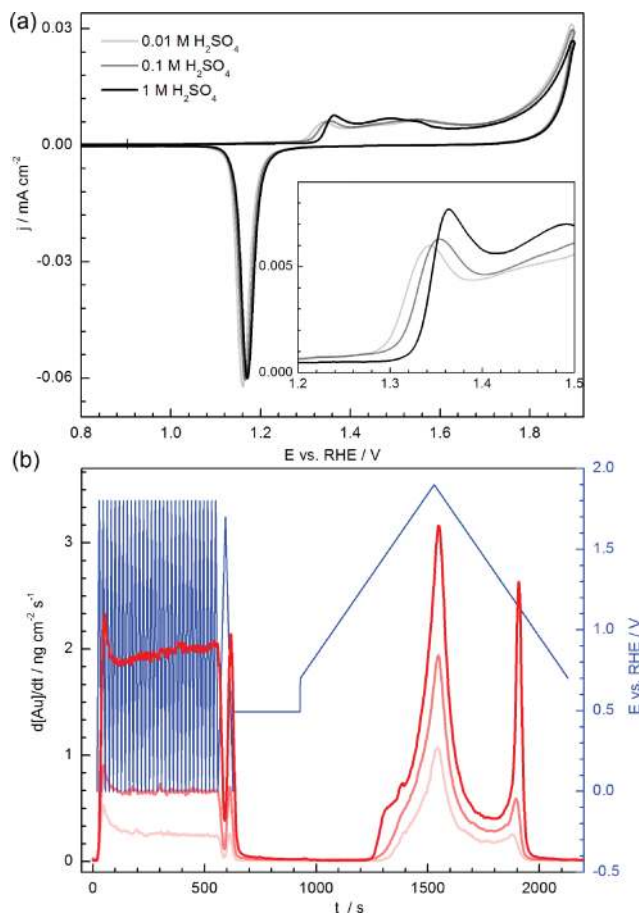 (a)
0.03
0.01 M H₂SO₄
0.1 M H₂SO₄
1 M H₂SO₄
0.00
j / mA cm⁻²
-0.03
0.005
-0.06
0.000
1.2 1.3 1.4 1.5
0.8 1.0 1.2 1.4 1.6 1.8
E vs. RHE / V
(b)
2.0
3
1.5
d[Au]/dt / ng cm⁻² s⁻¹
2
1.0
E vs. RHE / V
0.5
1
0.0
0
-0.5
0 500 1000 1500 2000
t / s